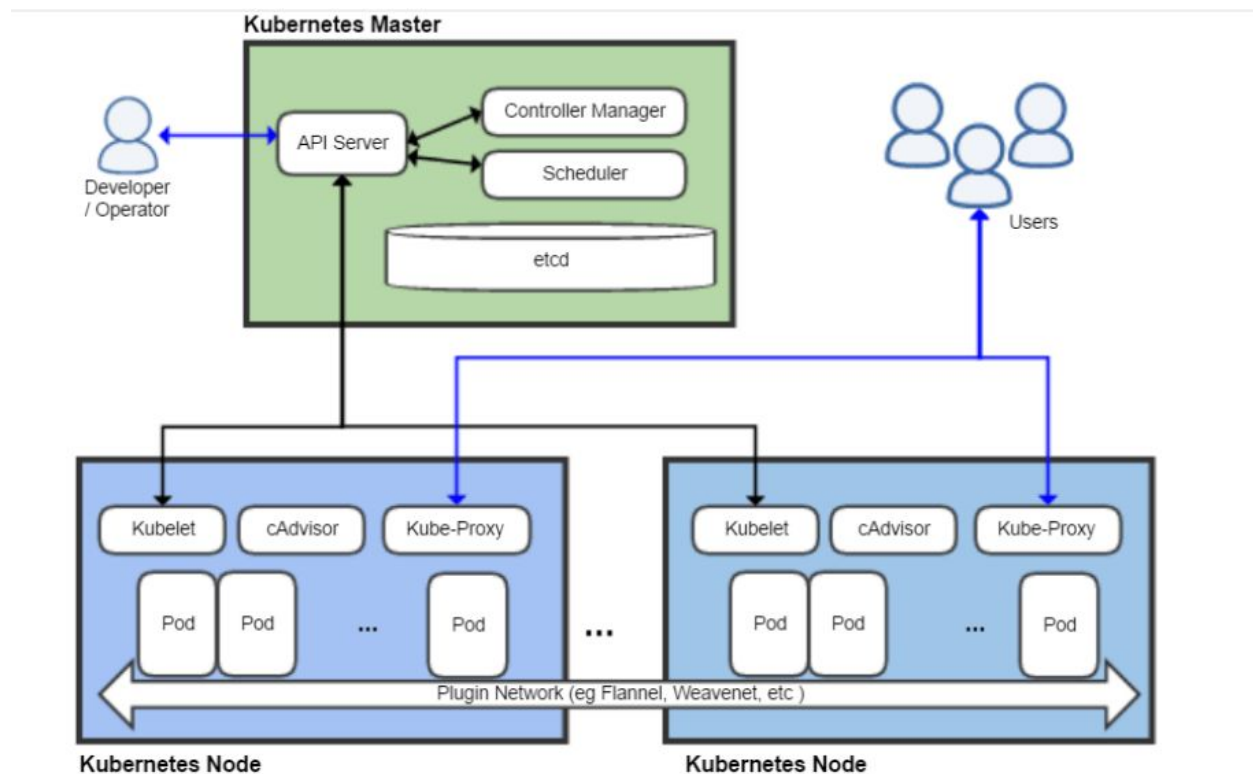 Kubernetes Master
API Server
Controller Manager
Scheduler
etcd
Developer
/ Operator
Users
Kubelet
cAdvisor
Kube-Proxy
Pod
Pod
...
Pod
...
Kubelet
cAdvisor
Kube-Proxy
Pod
Pod
...
Pod
Plugin Network (eg Flannel, Weavenet, etc )
Kubernetes Node
Kubernetes Node